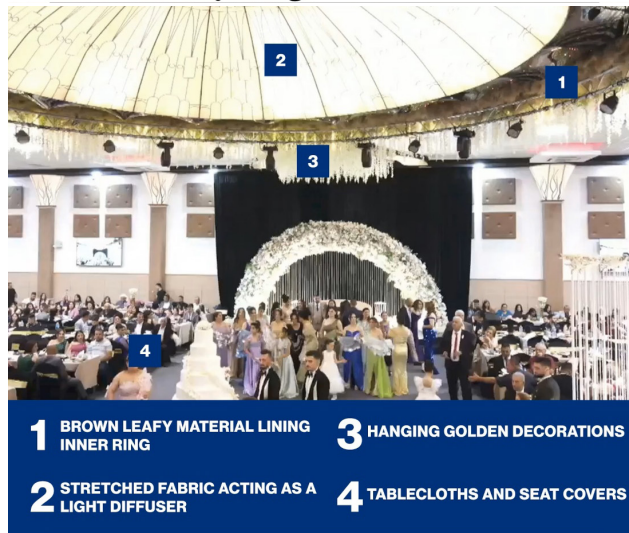 2
1
3
4
1 BROWN LEAFY MATERIAL LINING
INNER RING
2 STRETCHED FABRIC ACTING AS A
LIGHT DIFFUSER
3 HANGING GOLDEN DECORATIONS
4 TABLECLOTHS AND SEAT COVERS